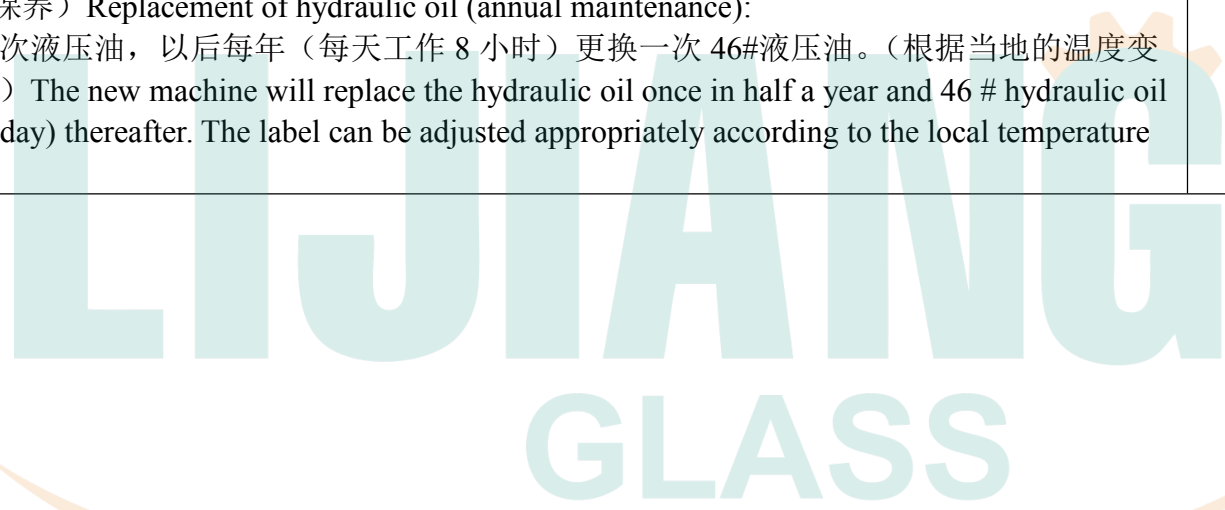 保养）Replacement of hydraulic oil (annual maintenance):
次液压油，以后每年（每天工作 8 小时）更换一次 46#液压油。（根据当地的温度变
）The new machine will replace the hydraulic oil once in half a year and 46 # hydraulic oil
day) thereafter. The label can be adjusted appropriately according to the local temperature
LIJIANG
GLASS